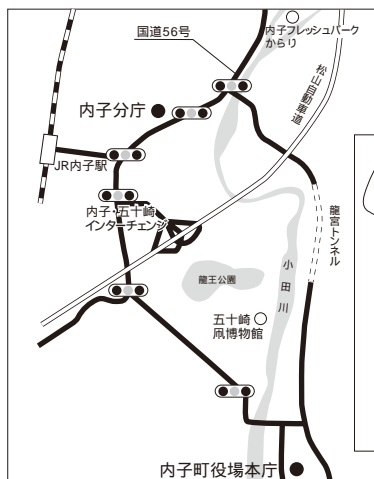 国道56号
内子フレッシュパーク
からり
松山自動車道
内子分庁
JR内子駅
内子・五十崎
インターチェンジ
龍宮トンネル
龍王公園
小田川
五十崎
凧博物館
内子町役場本庁